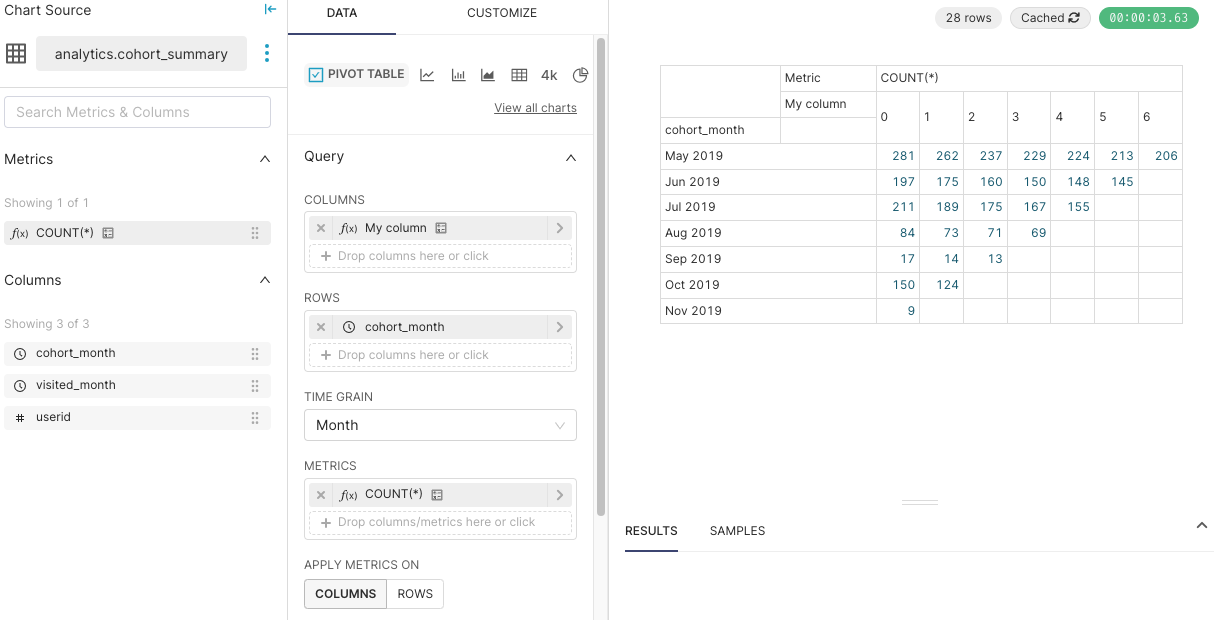 Chart Source
analytics.cohort_summary
Search Metrics & Columns
Metrics
Showing 1 of 1
f(x) COUNT(*)
Columns
Showing 3 of 3
cohort_month
visited_month
# userid
DATA CUSTOMIZE
PIVOT TABLE 4k
View all charts
Query
COLUMNS
f(x) My column
Drop columns here or click
ROWS
cohort_month
Drop columns here or click
TIME GRAIN
Month
METRICS
f(x) COUNT(*)
Drop columns/metrics here or click
APPLY METRICS ON
COLUMNS ROWS
28 rows Cached 00:00:03.63
Metric COUNT(*)
My column 0 1 2 3 4 5 6
cohort_month
May 2019 281 262 237 229 224 213 206
Jun 2019 197 175 160 150 148 145
Jul 2019 211 189 175 167 155
Aug 2019 84 73 71 69
Sep 2019 17 14 13
Oct 2019 150 124
Nov 2019 9
RESULTS SAMPLES